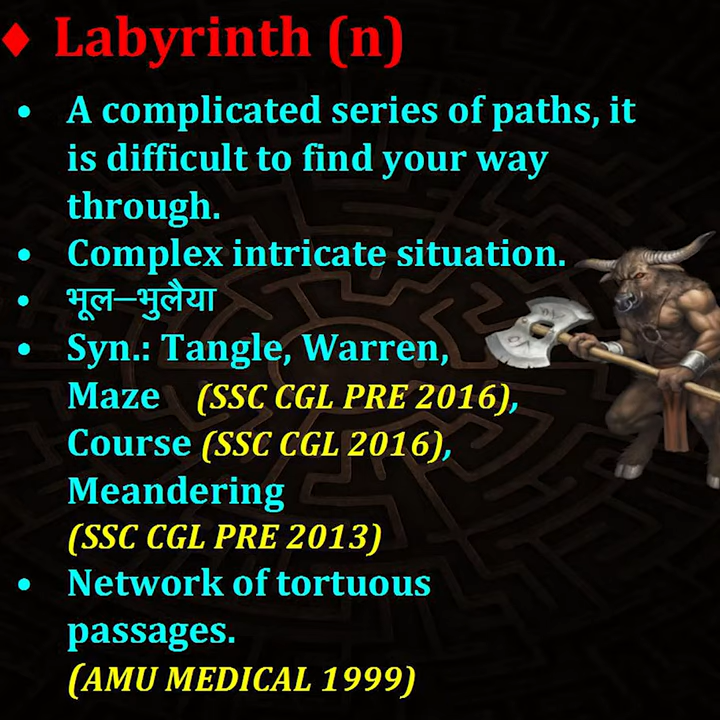 ♦ Labyrinth (n)
• A complicated series of paths, it
is difficult to find your way
through.
• Complex intricate situation.
• भूल–भुलैया
• Syn.: Tangle, Warren,
Maze (SSC CGL PRE 2016),
Course (SSC CGL 2016),
Meandering
(SSC CGL PRE 2013)
• Network of tortuous
passages.
(AMU MEDICAL 1999)